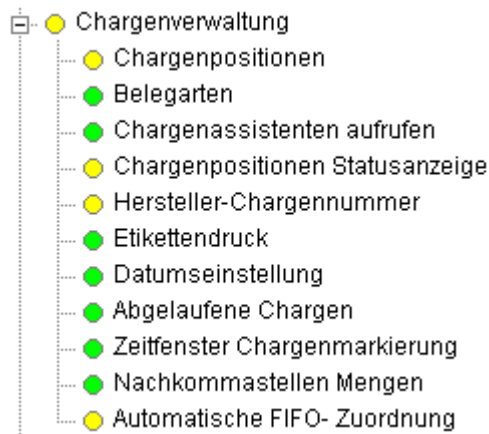 Chargenverwaltung
Chargenpositionen
Belegarten
Chargenassistenten aufrufen
Chargenpositionen Statusanzeige
Hersteller-Chargennummer
Etikettendruck
Datumseinstellung
Abgelaufene Chargen
Zeitfenster Chargenmarkierung
Nachkommastellen Mengen
Automatische FIFO- Zuordnung